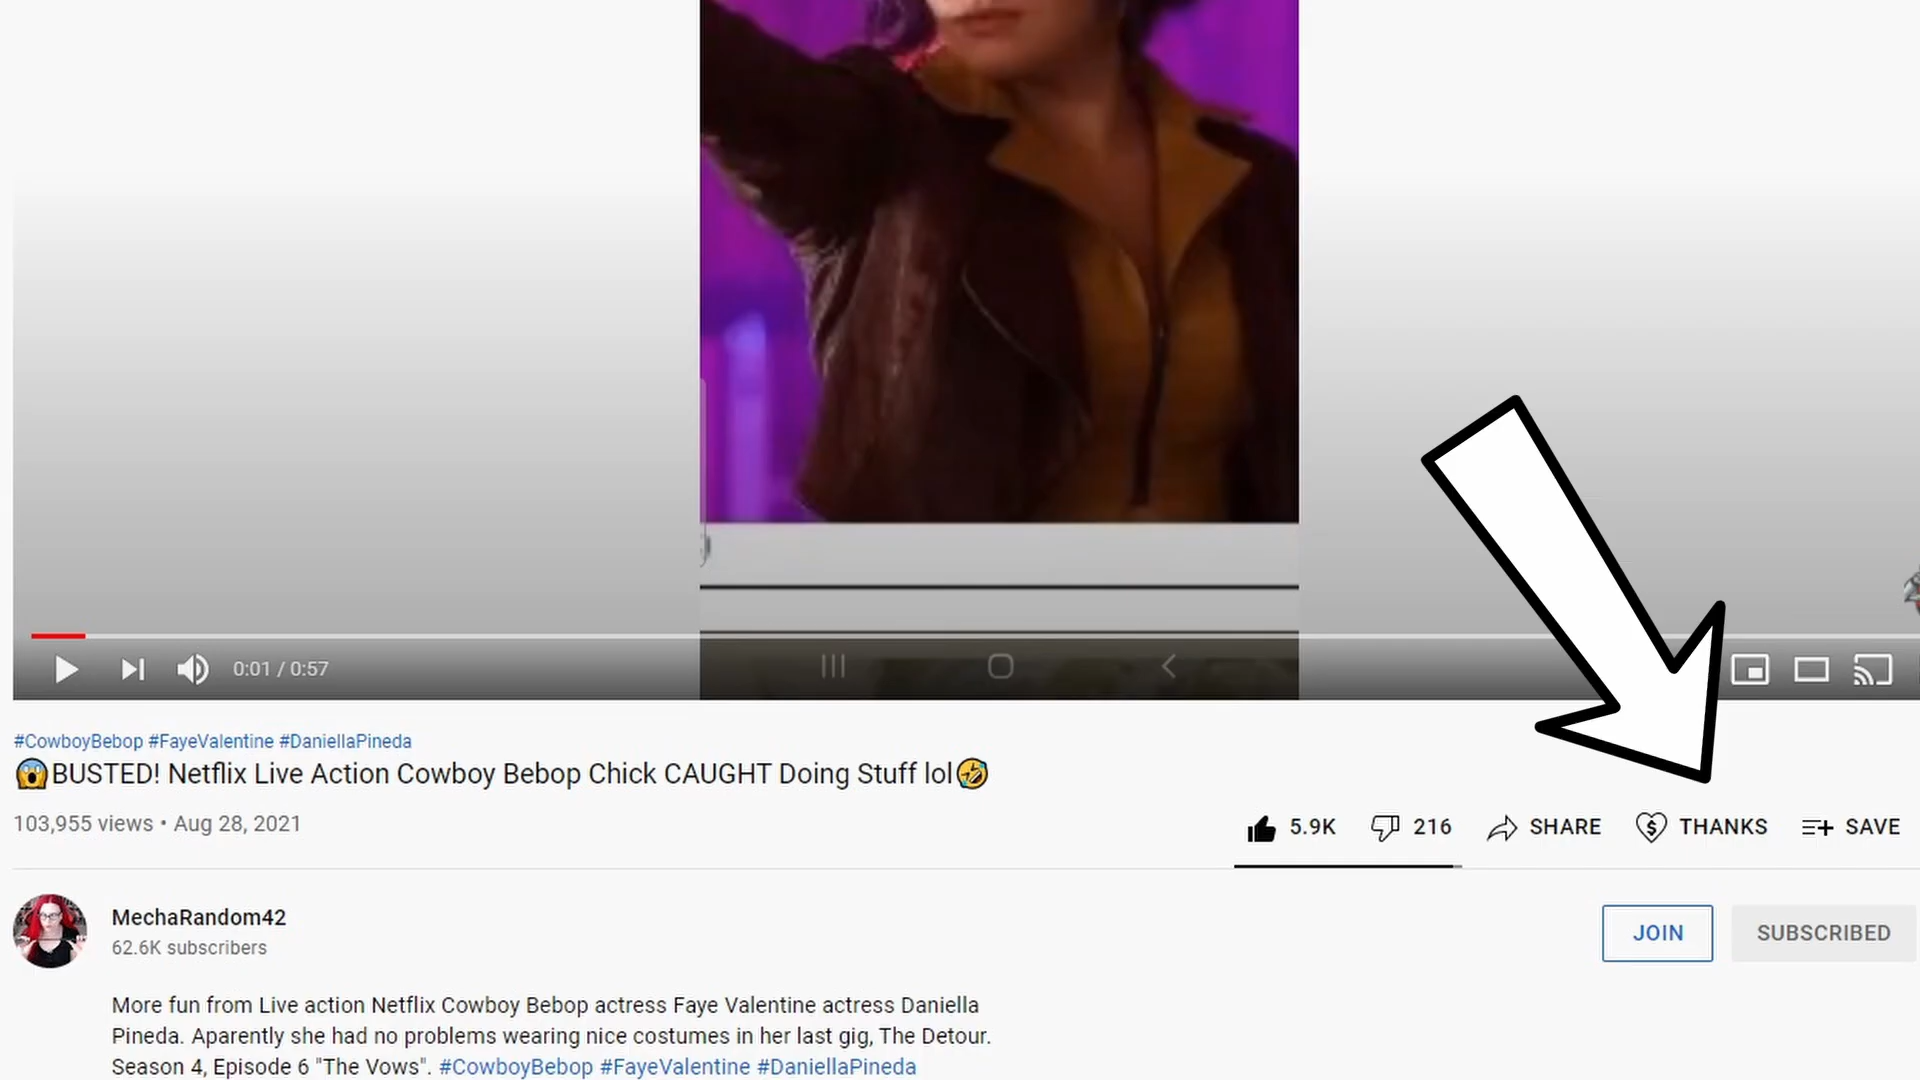 0:01 / 0:57
#CowboyBebop #FayeValentine #DaniellaPineda
😱BUSTED! Netflix Live Action Cowboy Bebop Chick CAUGHT Doing Stuff lol🤣
103,955 views • Aug 28, 2021
5.9K 216 SHARE THANKS SAVE
MechaRandom42
62.6K subscribers
JOIN SUBSCRIBED
More fun from Live action Netflix Cowboy Bebop actress Faye Valentine actress Daniella
Pineda. Aparently she had no problems wearing nice costumes in her last gig, The Detour.
Season 4, Episode 6 "The Vows". #CowboyBebop #FayeValentine #DaniellaPineda